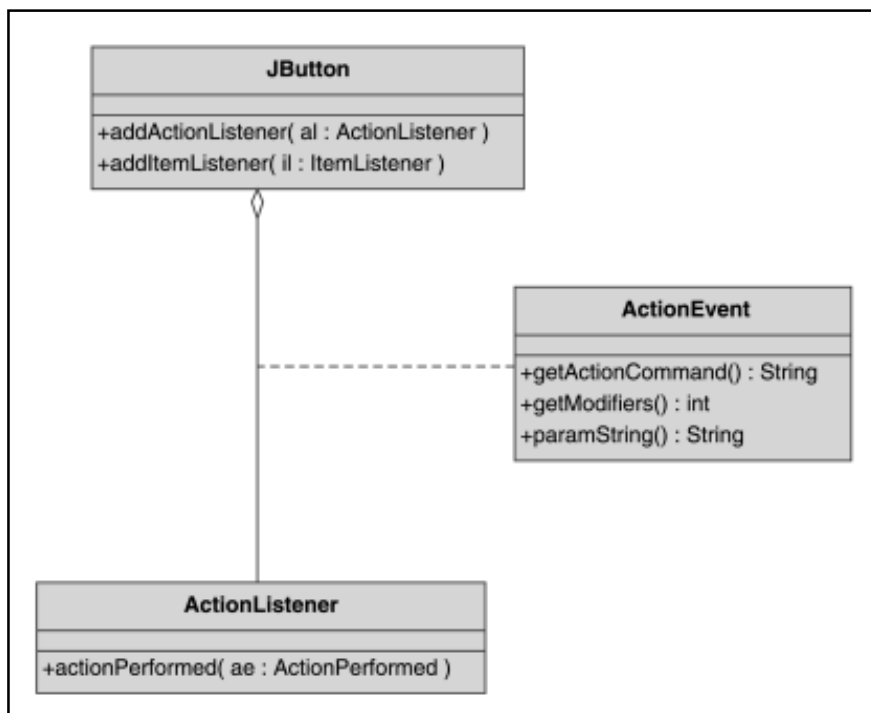 JButton
+addActionListener( al : ActionListener )
+addItemListener( il : ItemListener )
ActionEvent
+getActionCommand() : String
+getModifiers() : int
+paramString() : String
ActionListener
+actionPerformed( ae : ActionPerformed )